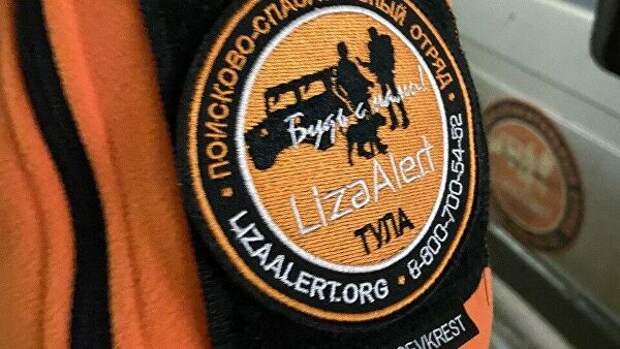 ПОИСКОВО-СПАСАТЕЛЬНЫЙ ОТРЯД
Будь с нами!
LizaAlert
ТУЛА
LIZAALERT.ORG • 8-800-700-54-52